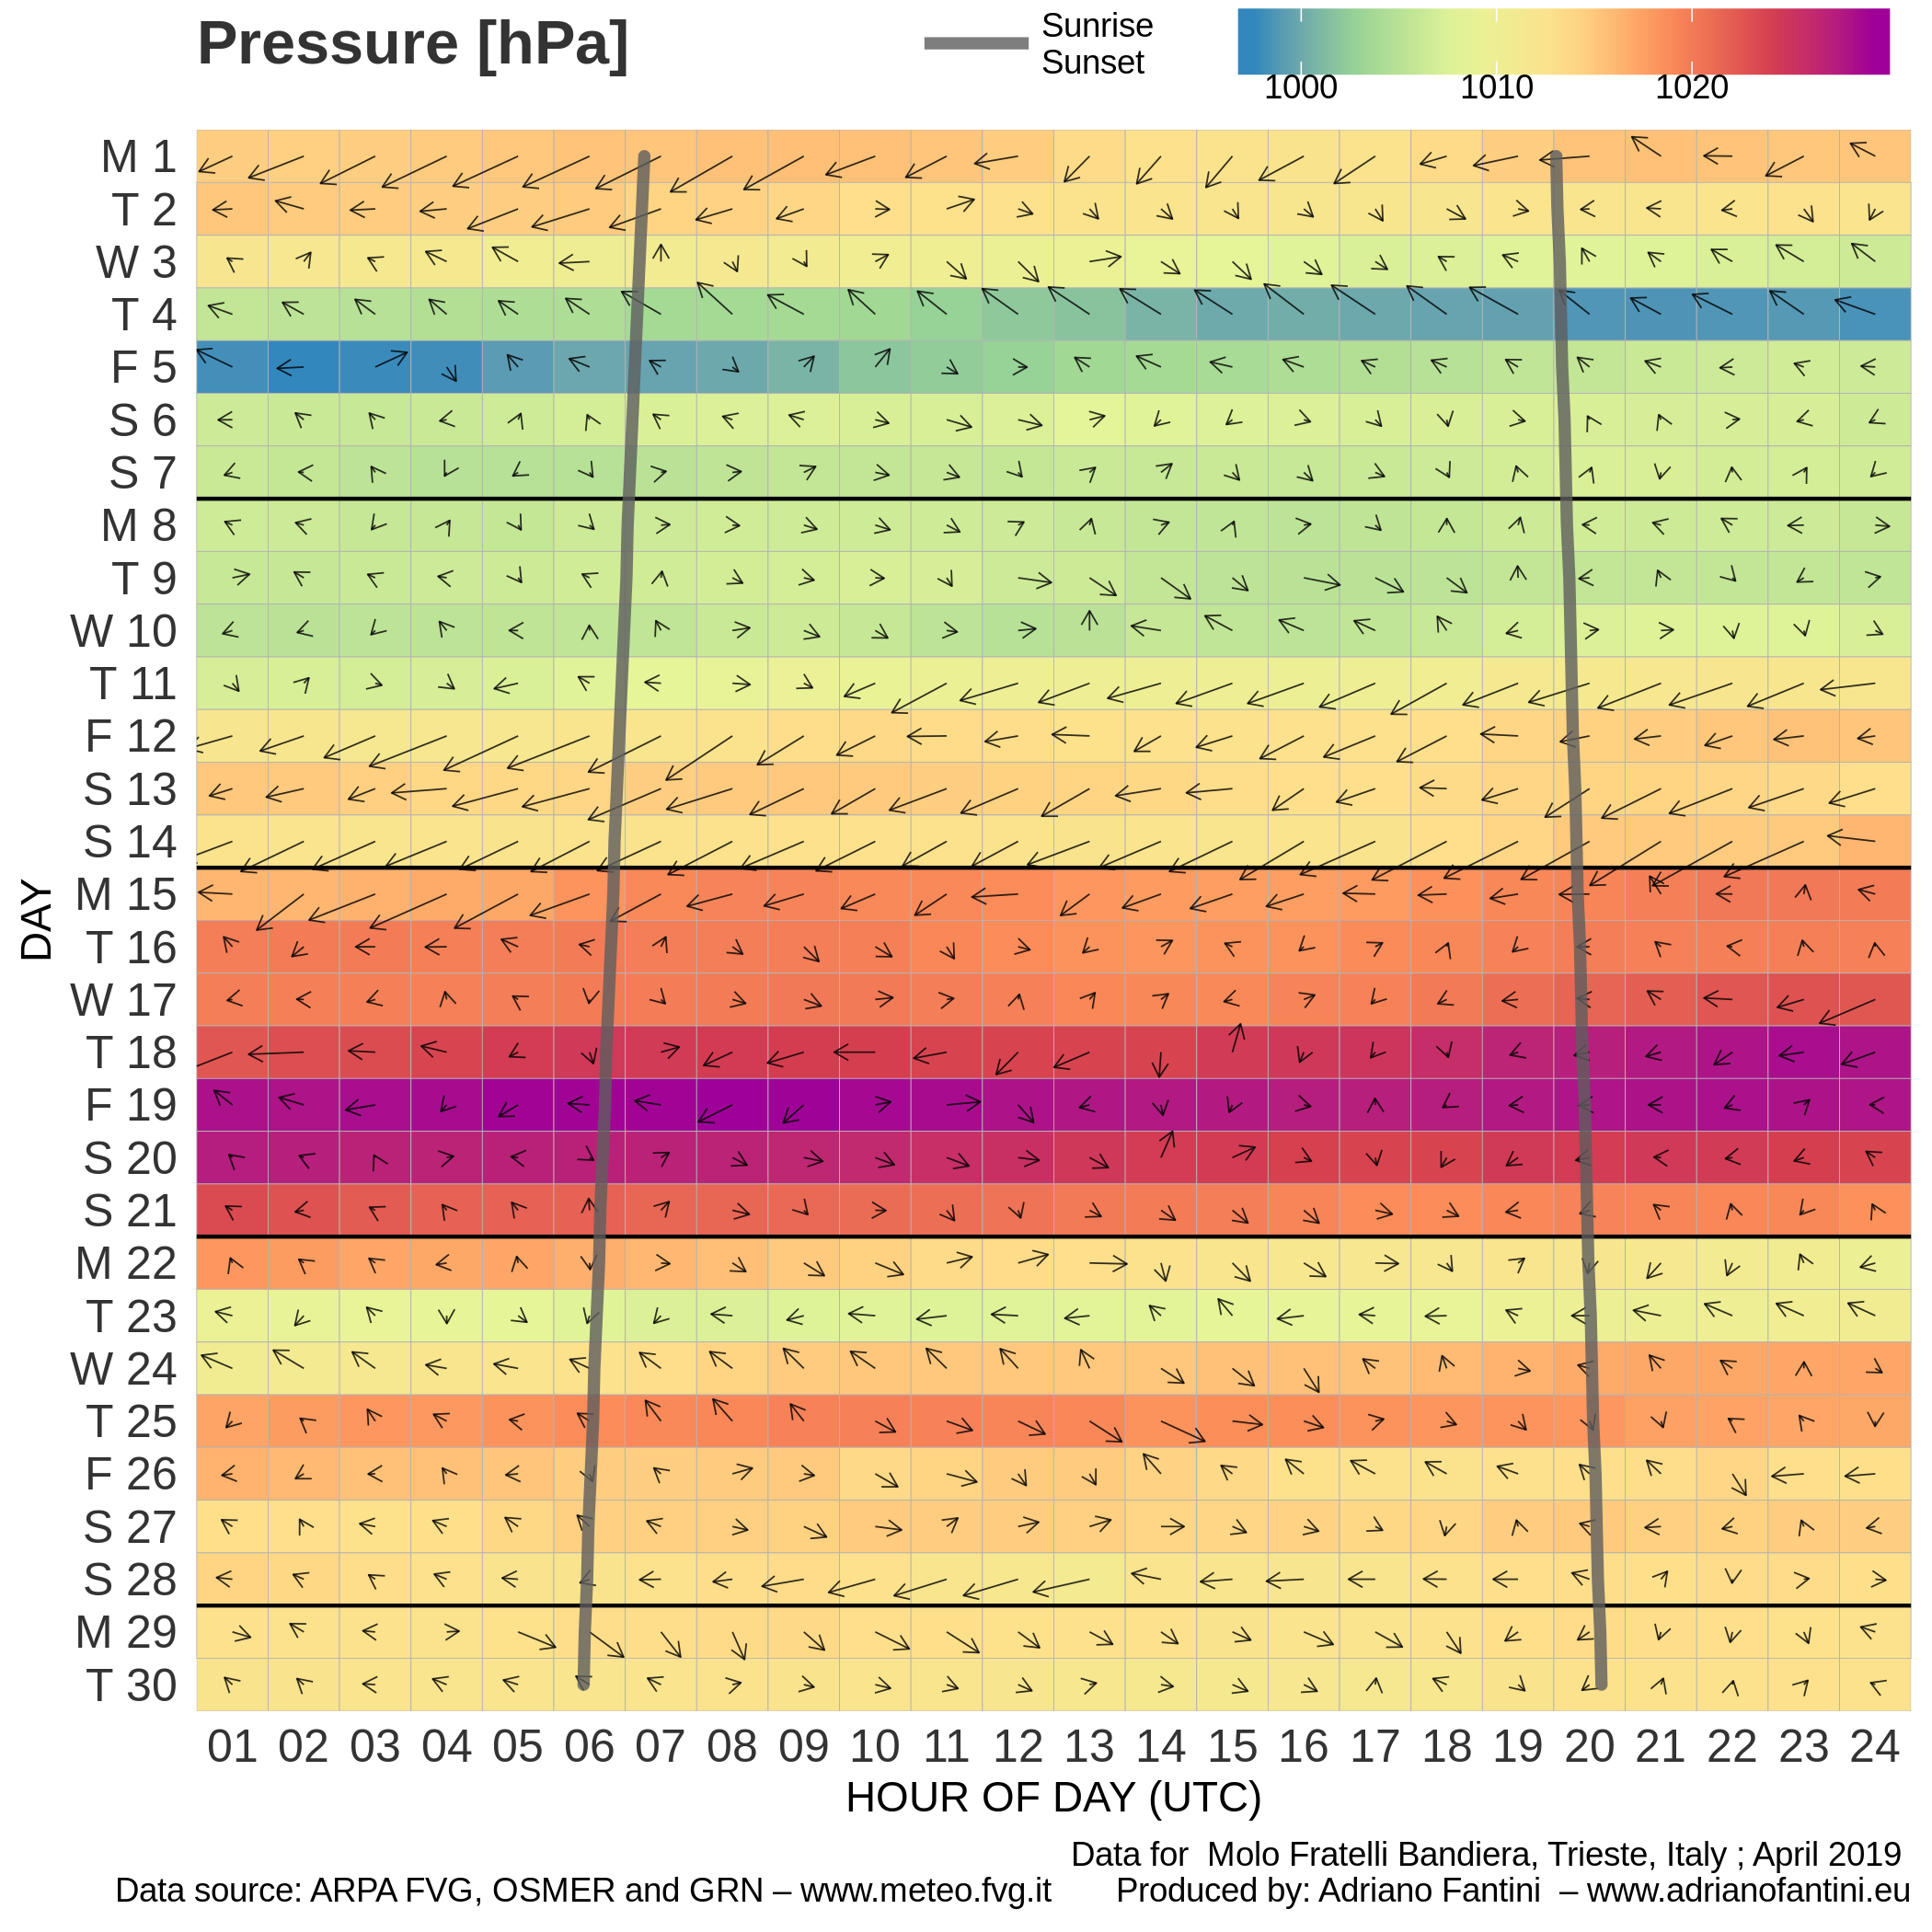 Pressure [hPa]
Sunrise
Sunset
1000 1010 1020
M 1
T 2
W 3
T 4
F 5
S 6
S 7
M 8
T 9
W 10
T 11
F 12
S 13
S 14
M 15
T 16
W 17
T 18
F 19
S 20
S 21
M 22
T 23
W 24
T 25
F 26
S 27
S 28
M 29
T 30
DAY
01 02 03 04 05 06 07 08 09 10 11 12 13 14 15 16 17 18 19 20 21 22 23 24
HOUR OF DAY (UTC)
Data for Molo Fratelli Bandiera, Trieste, Italy ; April 2019
Data source: ARPA FVG, OSMER and GRN – www.meteo.fvg.it
Produced by: Adriano Fantini – www.adrianofantini.eu